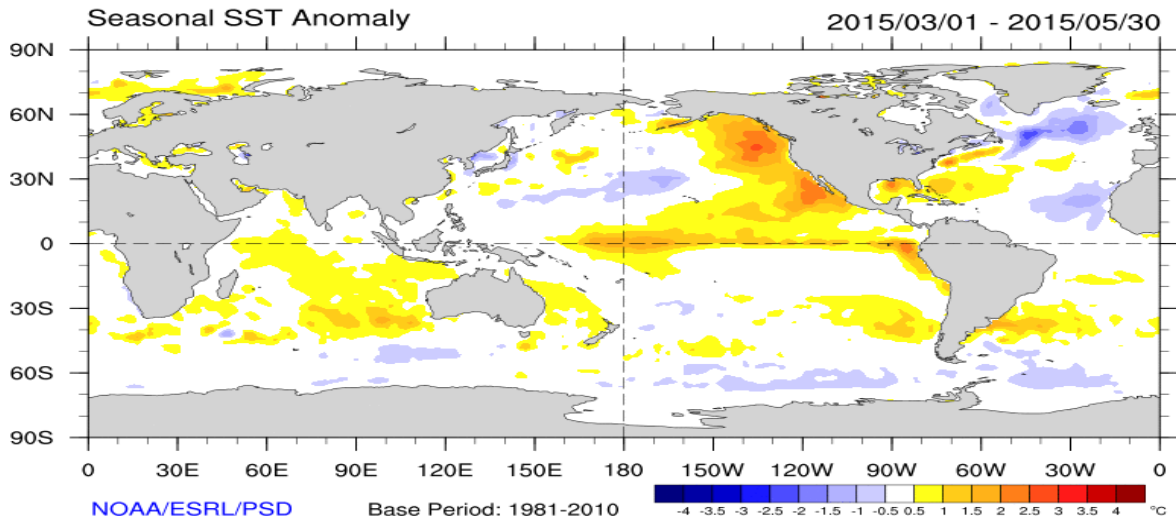 Seasonal SST Anomaly 2015/03/01 - 2015/05/30
90N
60N
30N
0
30S
60S
90S
0 30E 60E 90E 120E 150E 180 150W 120W 90W 60W 30W 0
NOAA/ESRL/PSD Base Period: 1981-2010
-4 -3.5 -3 -2.5 -2 -1.5 -1 -0.5 0.5 1 1.5 2 2.5 3 3.5 4 °C